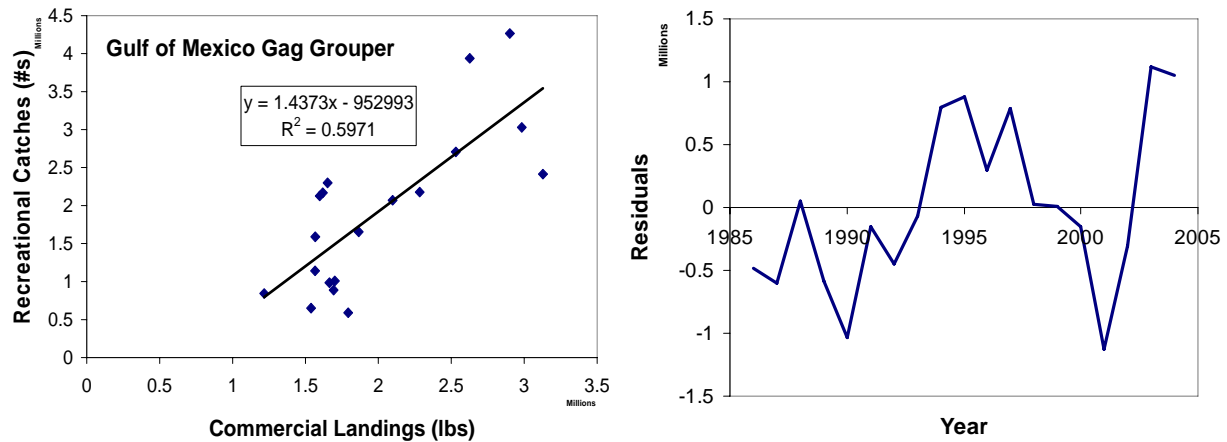 Gulf of Mexico Gag Grouper
y = 1.4373x - 952993
R² = 0.5971
Recreational Catches (#s)
Millions
4.5
4
3.5
3
2.5
2
1.5
1
0.5
0
0
1
1.5
2
2.5
3
3.5
Millions
Commercial Landings (lbs)
Residuals
Millions
1.5
1
0.5
0
-0.5
-1
-1.5
1985
1990
1995
2000
2005
Year